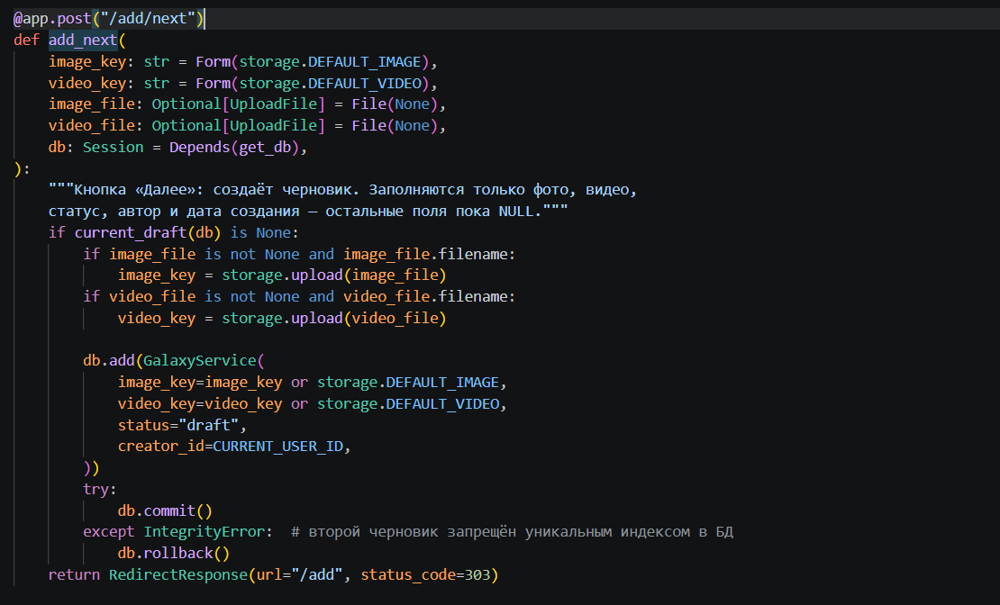 @app.post("/add/next")
def add_next(
    image_key: str = Form(storage.DEFAULT_IMAGE),
    video_key: str = Form(storage.DEFAULT_VIDEO),
    image_file: Optional[UploadFile] = File(None),
    video_file: Optional[UploadFile] = File(None),
    db: Session = Depends(get_db),
):
    """Кнопка «Далее»: создаёт черновик. Заполняются только фото, видео,
    статус, автор и дата создания — остальные поля пока NULL."""
    if current_draft(db) is None:
        if image_file is not None and image_file.filename:
            image_key = storage.upload(image_file)
        if video_file is not None and video_file.filename:
            video_key = storage.upload(video_file)

        db.add(GalaxyService(
            image_key=image_key or storage.DEFAULT_IMAGE,
            video_key=video_key or storage.DEFAULT_VIDEO,
            status="draft",
            creator_id=CURRENT_USER_ID,
        ))
        try:
            db.commit()
        except IntegrityError:  # второй черновик запрещён уникальным индексом в БД
            db.rollback()
    return RedirectResponse(url="/add", status_code=303)